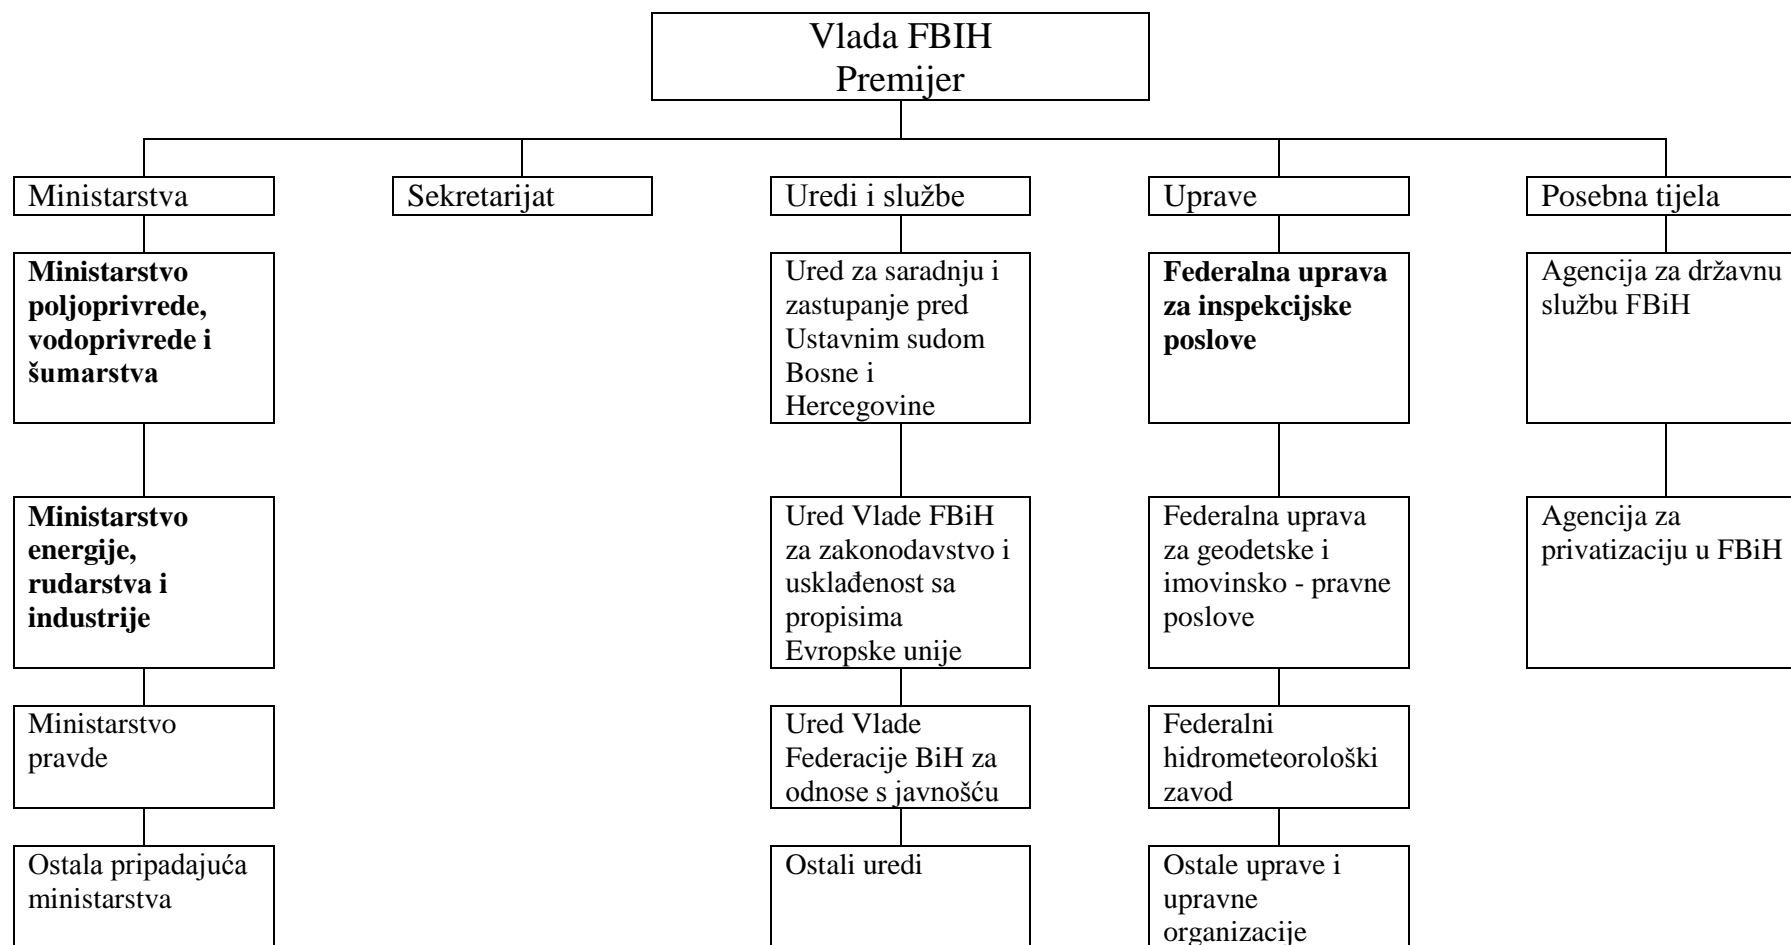 Vlada FBIH
Premijer
Ministarstva
Sekretarijat
Uredi i službe
Uprave
Posebna tijela
Ministarstvo
poljoprivrede,
vodoprivrede i
šumarstva
Ured za saradnju i
zastupanje pred
Ustavnim sudom
Bosne i
Hercegovine
Federalna uprava
za inspekcijske
poslove
Agencija za državnu
službu FBiH
Ministarstvo
energije,
rudarstva i
industrije
Ured Vlade FBiH
za zakonodavstvo i
usklađenost sa
propisima
Evropske unije
Federalna uprava
za geodetske i
imovinsko - pravne
poslove
Agencija za
privatizaciju u FBiH
Ministarstvo
pravde
Ured Vlade
Federacije BiH za
odnose s javnošću
Federalni
hidrometeorološki
zavod
Ostala pripadajuća
ministarstva
Ostali uredi
Ostale uprave i
upravne
organizacije